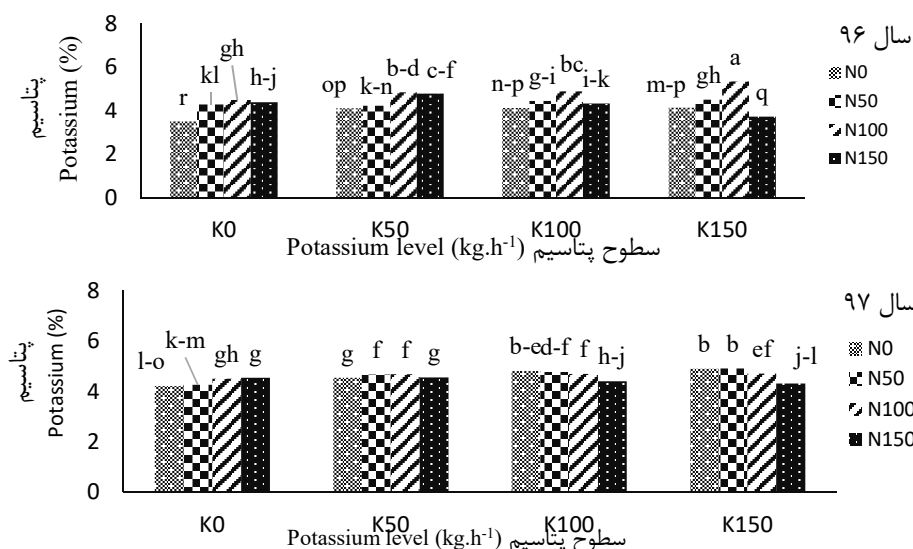 سال ۹۶
پتاسیم
Potassium (%)
8
6
4
2
0
r kl gh h-j
op k-n b-d c-f
n-p g-i bc i-k
m-p gh a q
N0
N50
N100
N150
K0 K50 K100 K150
Potassium level (kg.h-1) سطوح پتاسیم
سال ۹۷
پتاسیم
Potassium (%)
8
6
4
2
0
l-o k-m gh g
g f f g
b-e d-f f h-j
b b ef j-l
N0
N50
N100
N150
K0 K50 K100 K150
Potassium level (kg.h-1) سطوح پتاسیم